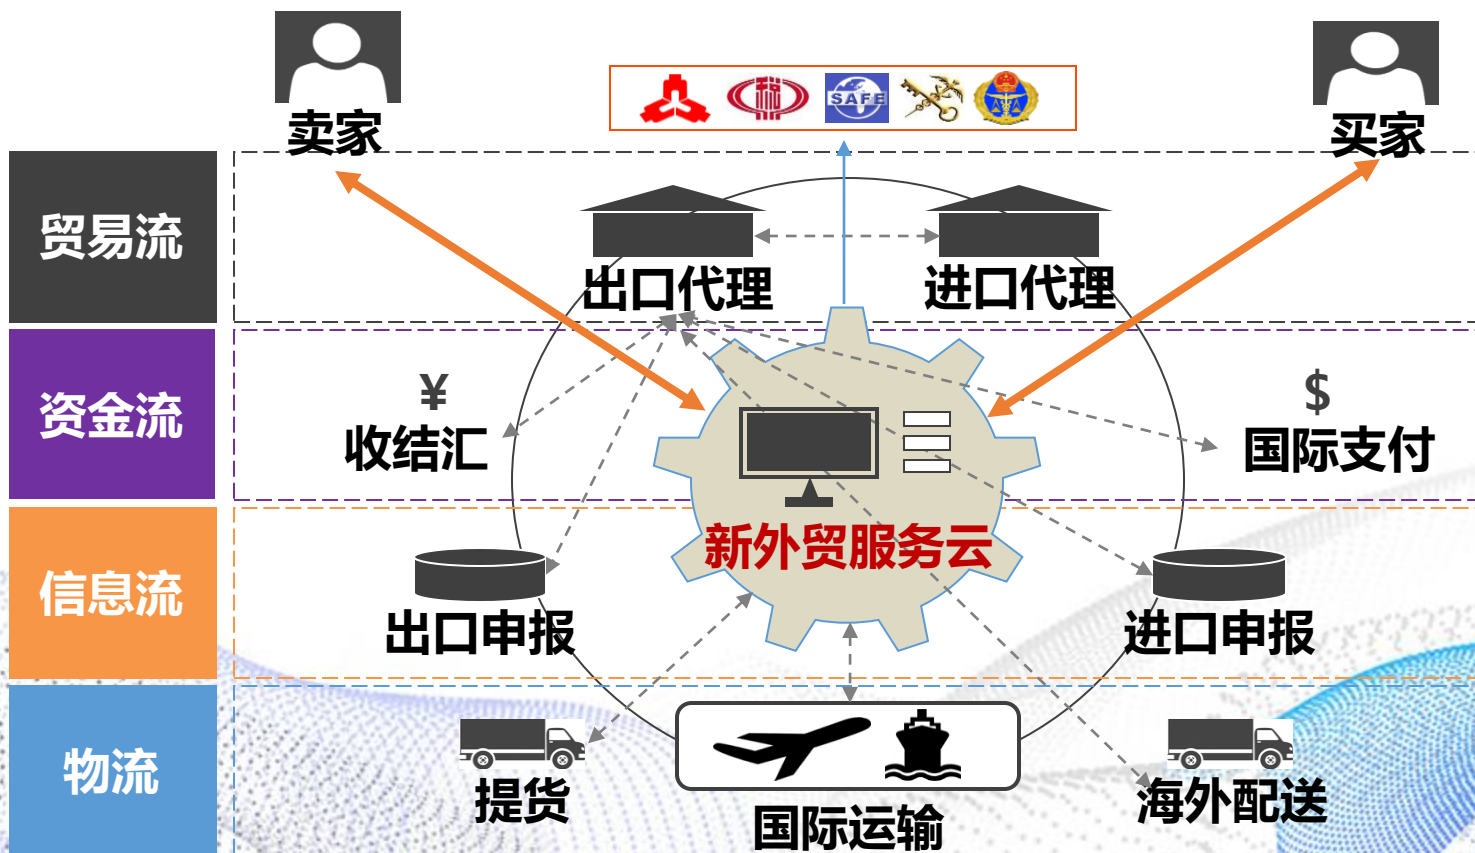 卖家
税
SAFE
买家
贸易流
出口代理
进口代理
资金流
¥
收结汇
$
国际支付
新外贸服务云
信息流
出口申报
进口申报
物流
提货
国际运输
海外配送